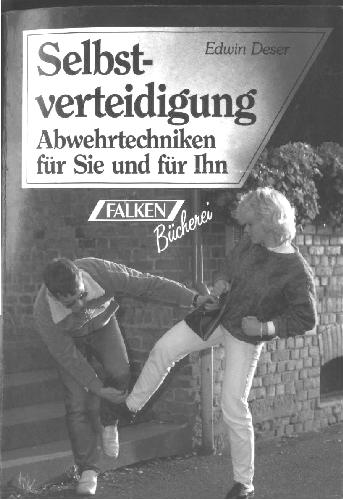 Edwin Deser
Selbst-
verteidigung
Abwehrtechniken
für Sie und für Ihn
FALKEN
Bücherei